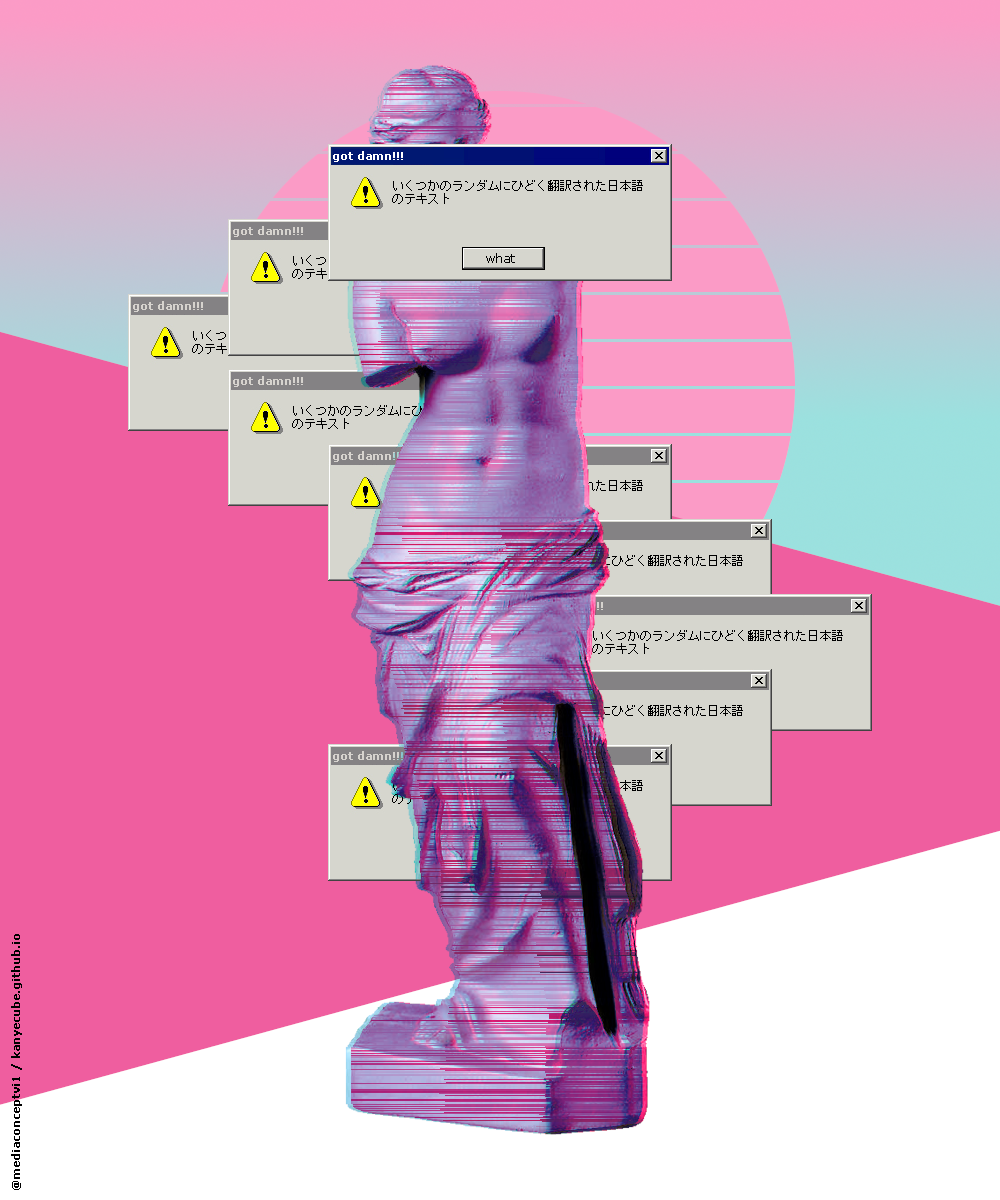 got damn!!!
いくつかのランダムにひどく翻訳された日本語
のテキスト
what
got damn!!!
いくつ
のテキ
got damn!!!
いくつ
のテキ
got damn!!!
いくつかのランダムにひ
のテキスト
got damn!!
れた日本語
にひどく翻訳された日本語
!!
いくつかのランダムにひどく翻訳された日本語
のテキスト
にひどく翻訳された日本語
got damn!!!
日本語
の
@mediaconceptvi1 / kanyecube.github.io